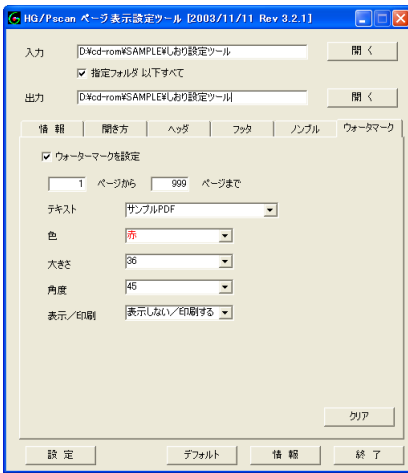 HG/Pscan ページ表示設定ツール [2003/11/11 Rev 3.2.1]
入力 D:¥cd-rom¥SAMPLE¥しおり設定ツール 開く
指定フォルダ以下すべて
出力 D:¥cd-rom¥SAMPLE¥しおり設定ツール 開く
情報 開き方 ヘッダ フッタ ノンブル ウォータマーク
ウォーターマークを設定
1 ページから 999 ページまで
テキスト サンプルPDF
色 赤
大きさ 36
角度 45
表示/印刷 表示しない/印刷する
クリア
設定 デフォルト 情報 終了